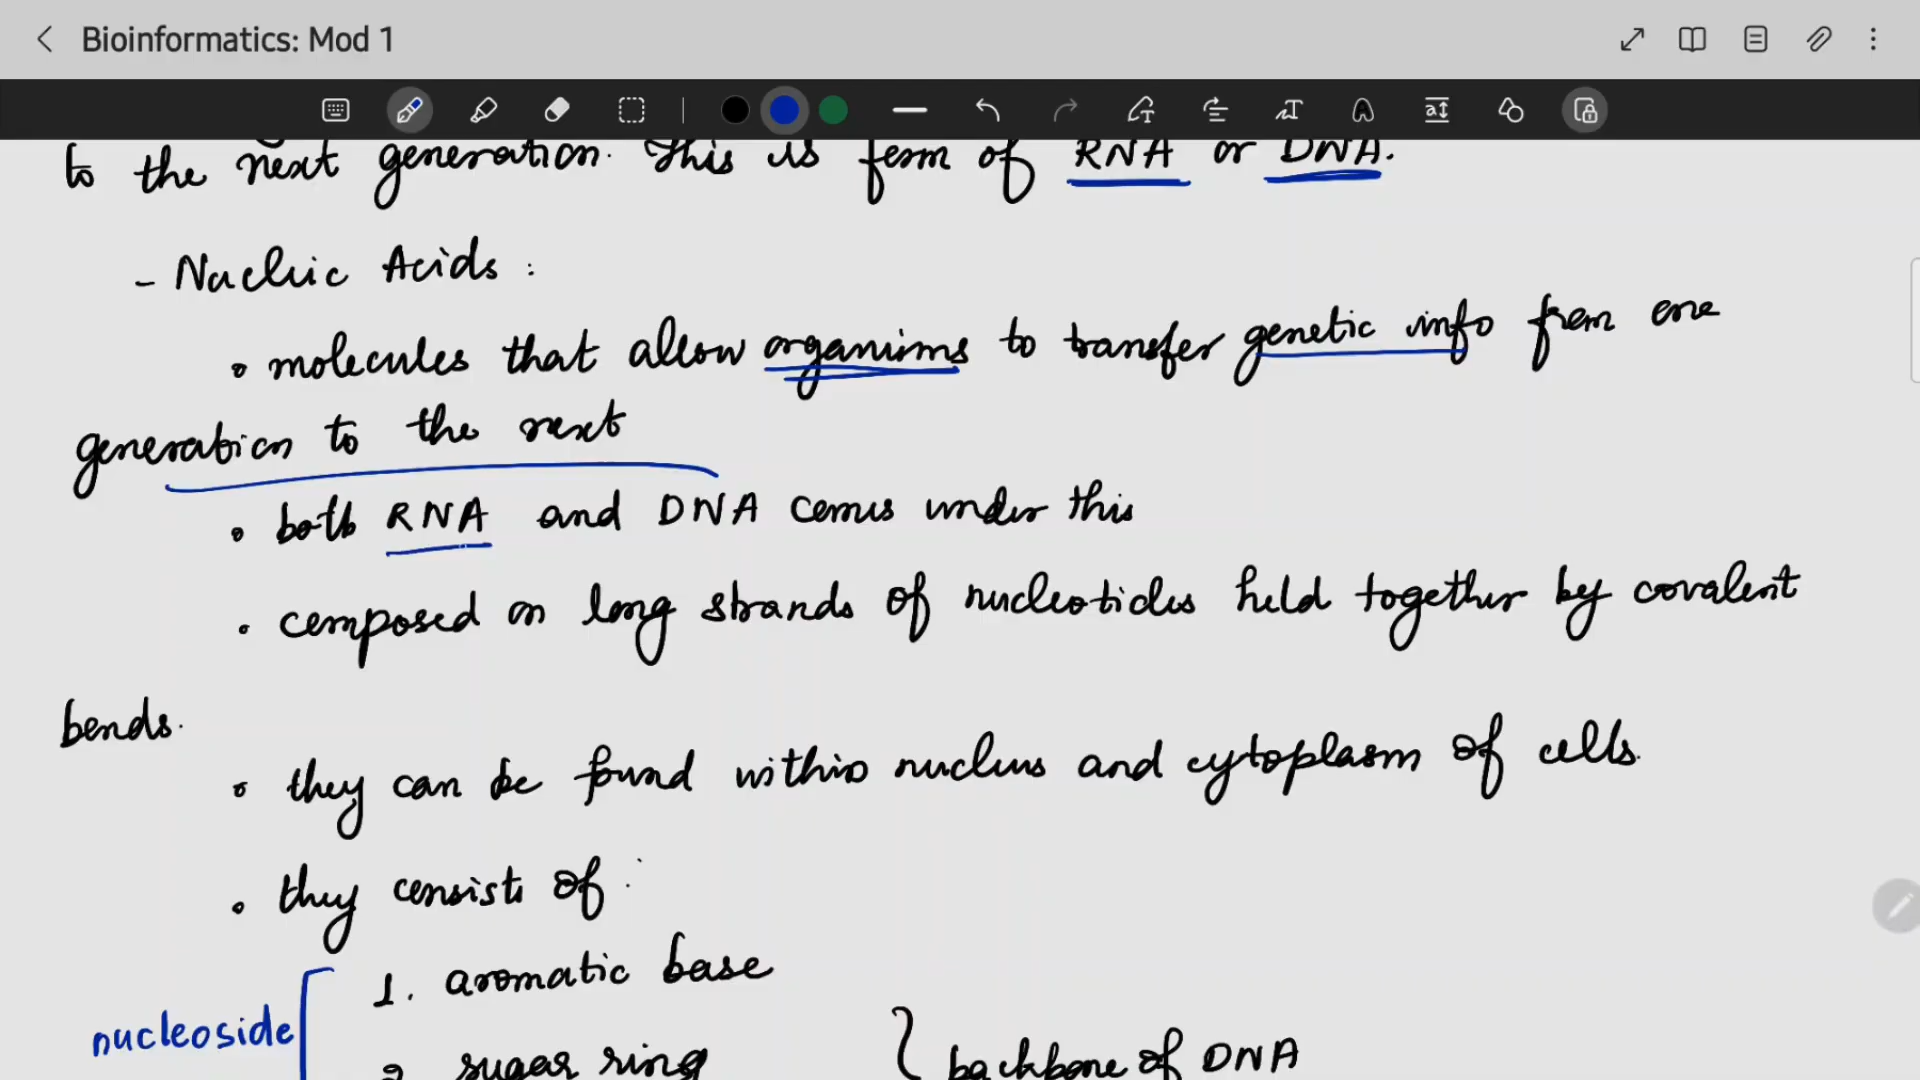 Bioinformatics: Mod 1
to the next generation. This is form of RNA or DNA.
- Nucleic Acids :
• molecules that allow organisms to transfer genetic info from one
generation to the next
• both RNA and DNA comes under this
• composed on long strands of nucleotides held together by covalent
bonds.
• they can be found within nucleus and cytoplasm of cells.
• they consists of :
1. aromatic base
nucleoside
2. sugar ring } backbone of DNA